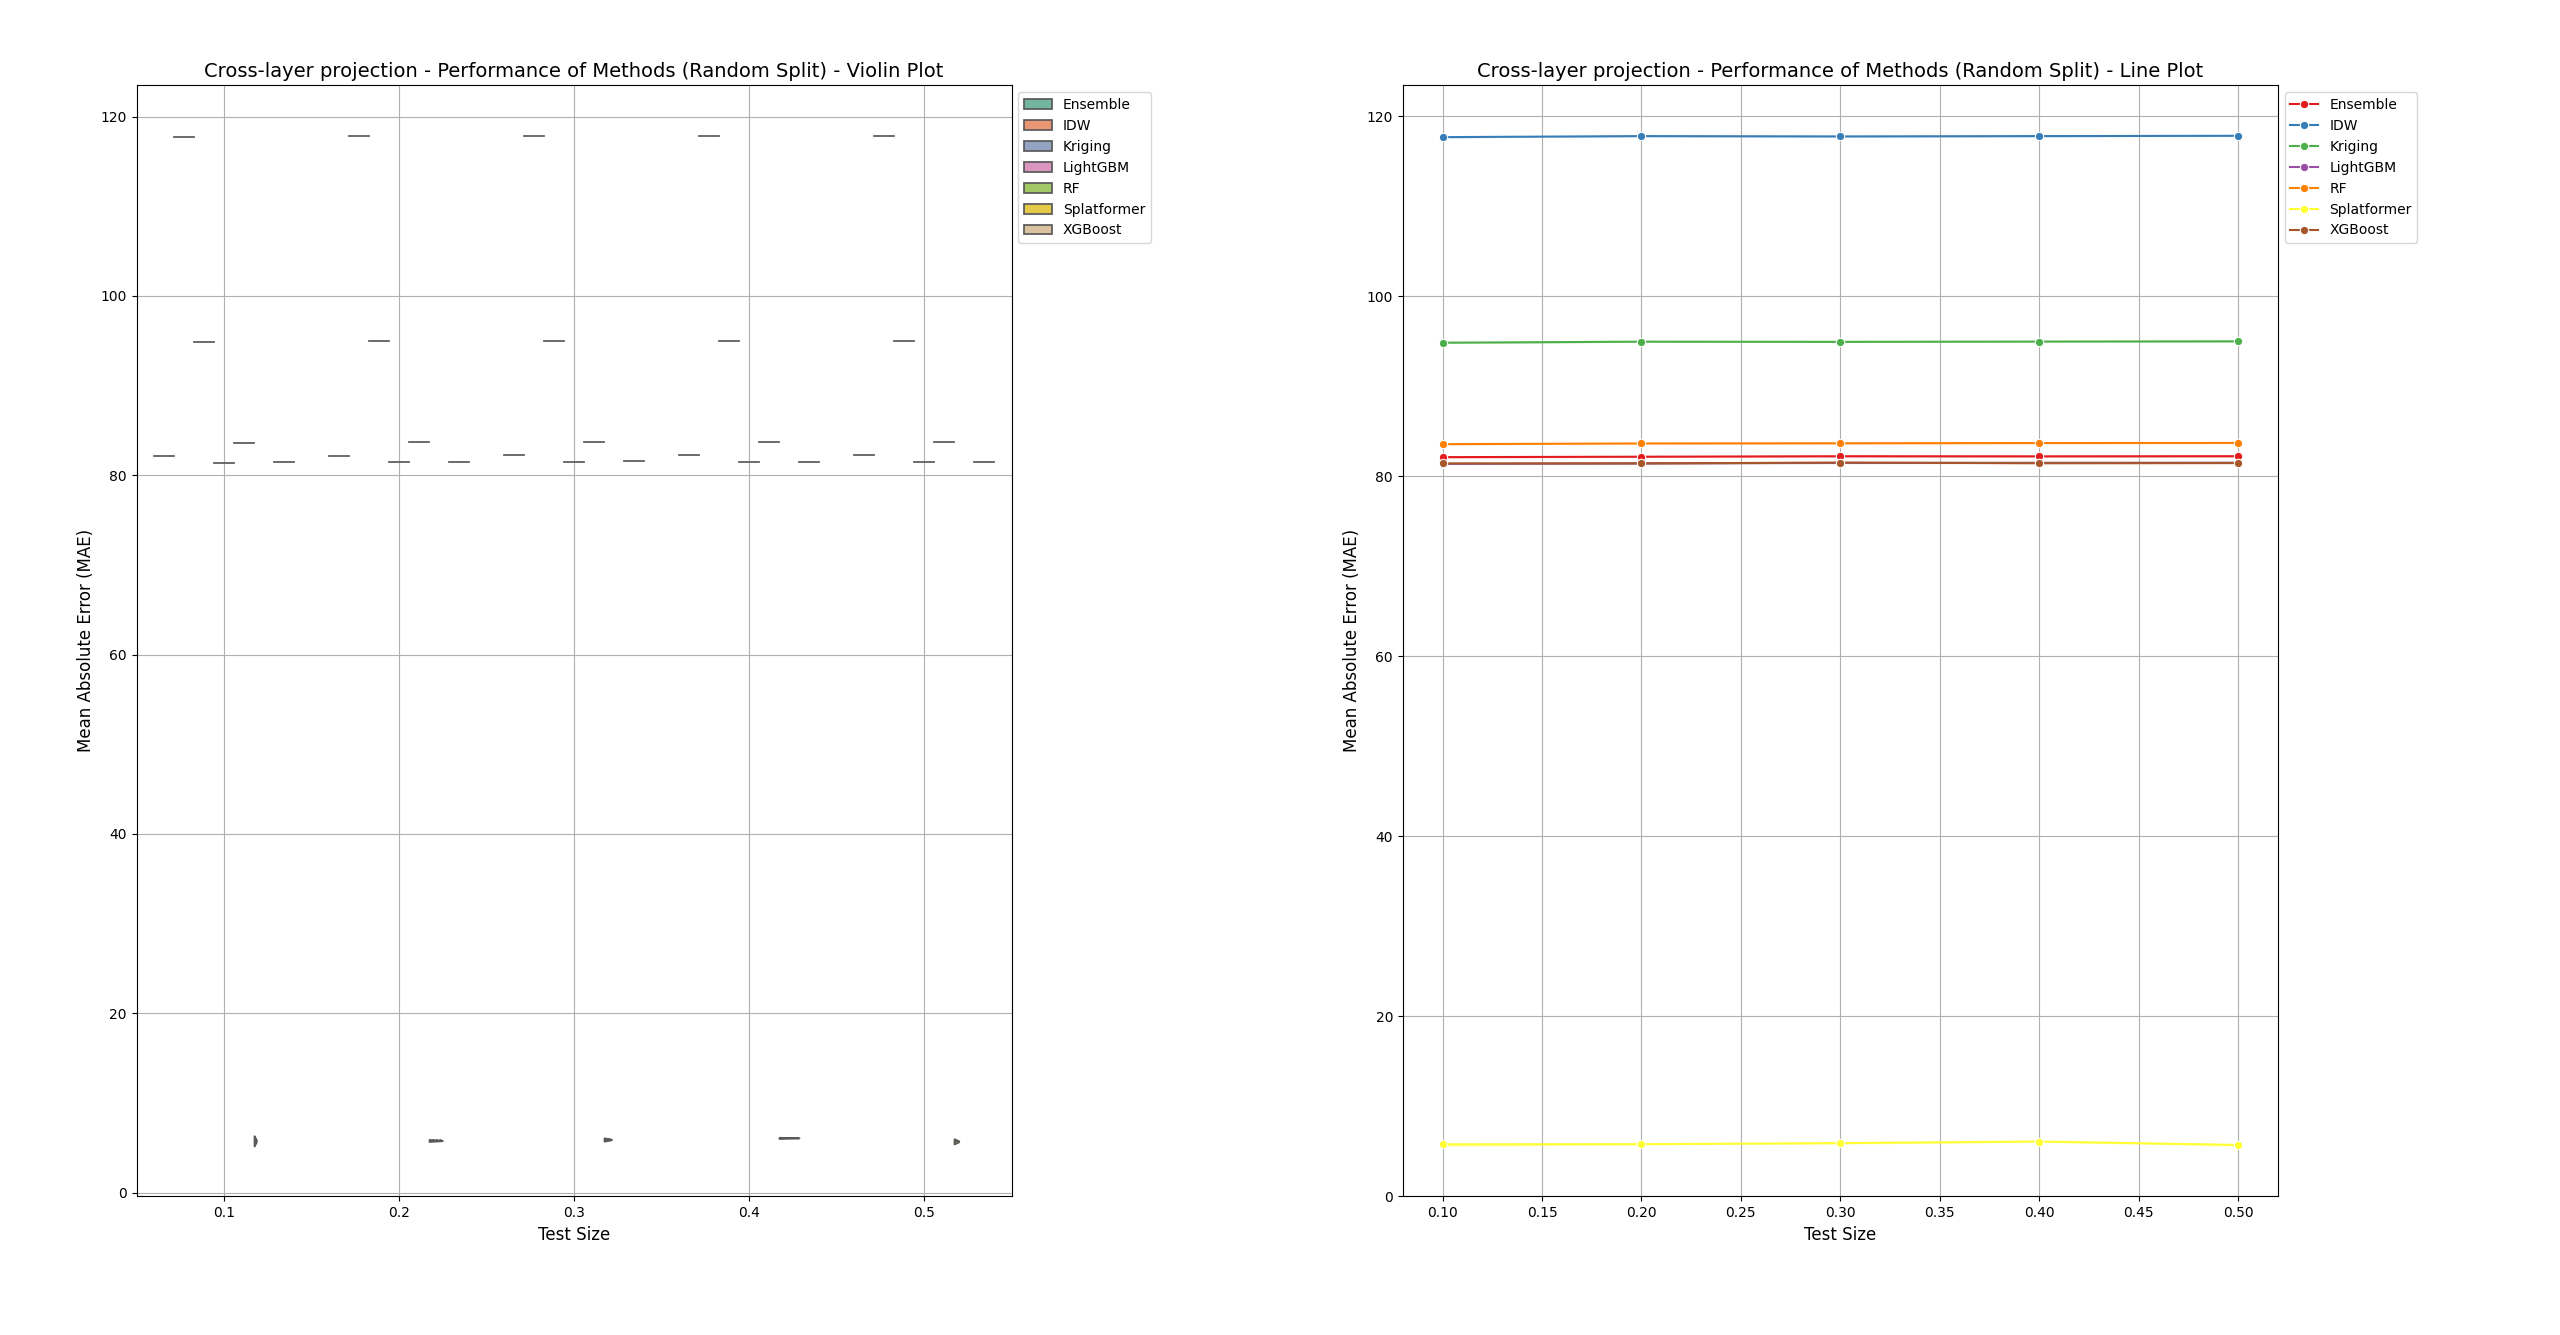 Cross-layer projection - Performance of Methods (Random Split) - Violin Plot
120
100
80
60
40
20
0
Mean Absolute Error (MAE)
0.1 0.2 0.3 0.4 0.5
Test Size
Ensemble
IDW
Kriging
LightGBM
RF
Splatformer
XGBoost
Cross-layer projection - Performance of Methods (Random Split) - Line Plot
120
100
80
60
40
20
0
Mean Absolute Error (MAE)
0.10 0.15 0.20 0.25 0.30 0.35 0.40 0.45 0.50
Test Size
Ensemble
IDW
Kriging
LightGBM
RF
Splatformer
XGBoost